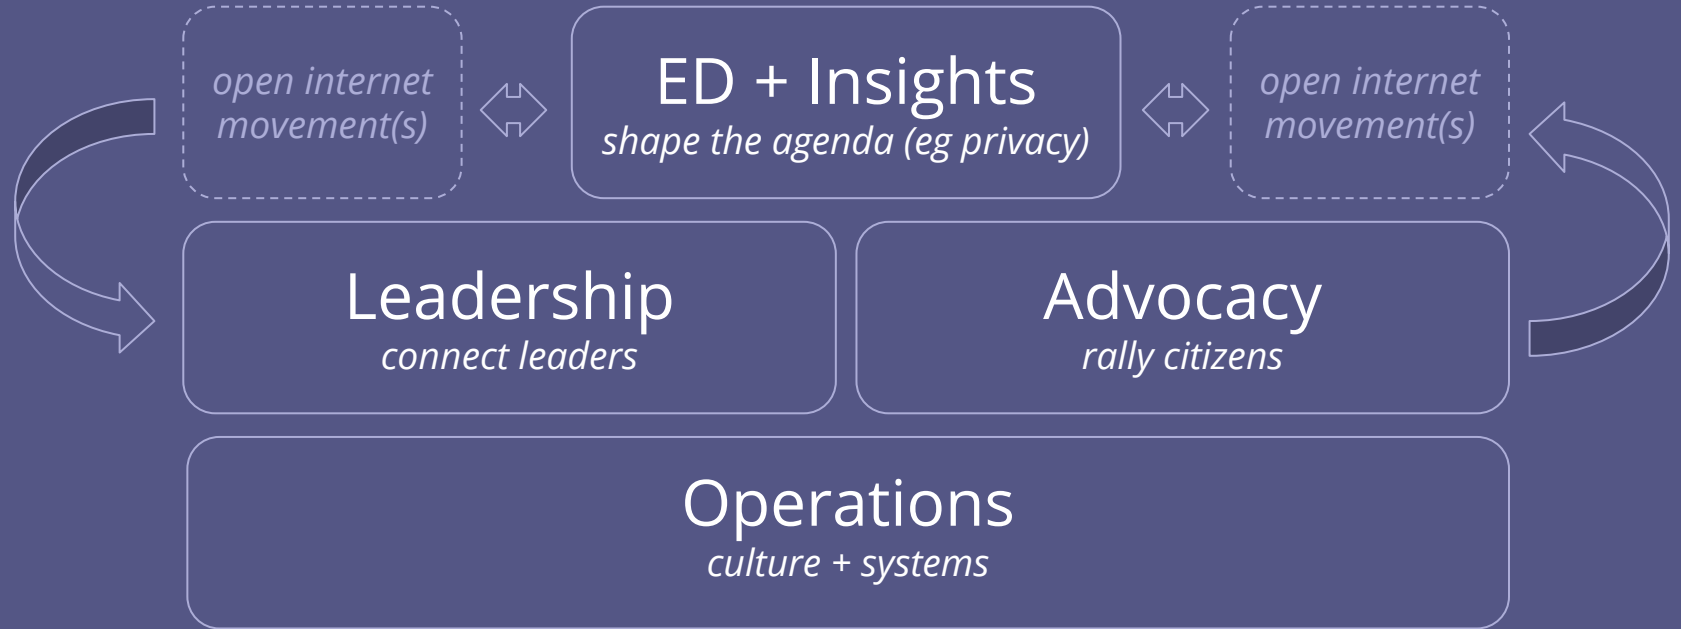 open internet
movement(s)
ED + Insights
shape the agenda (eg privacy)
open internet
movement(s)
Leadership
connect leaders
Advocacy
rally citizens
Operations
culture + systems